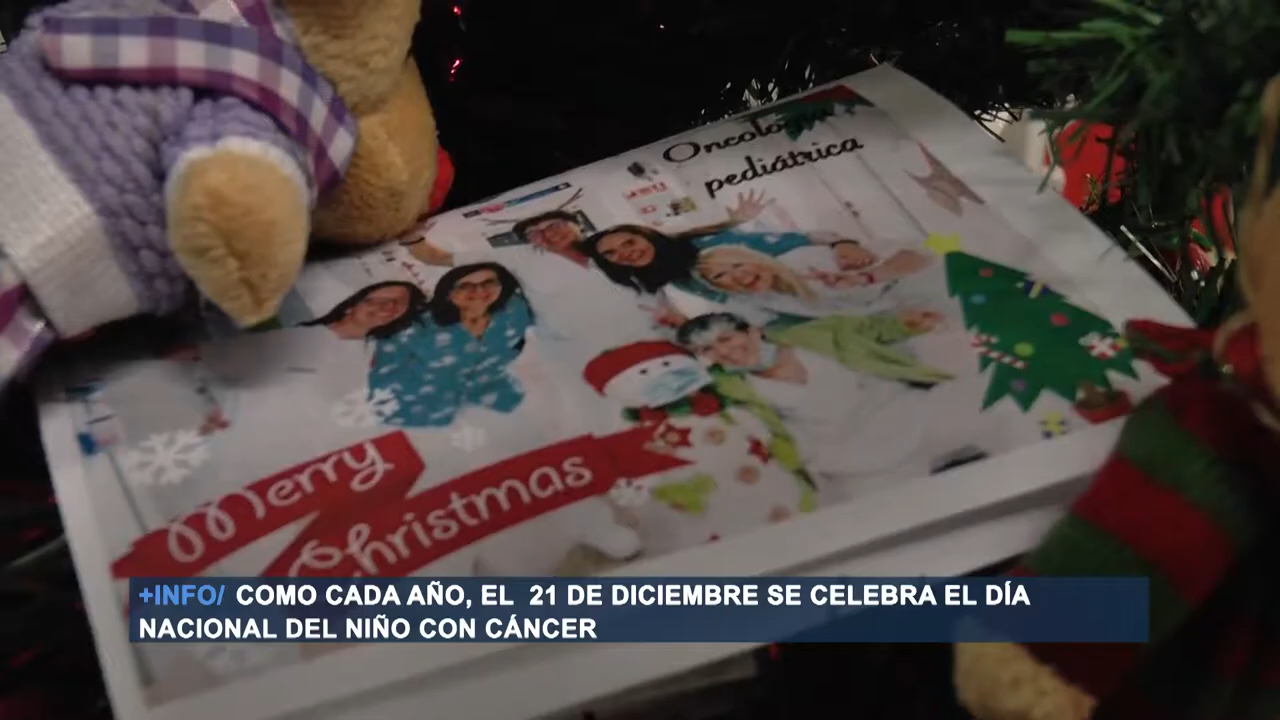 pediátrica
Merry
Christmas
+INFO/ COMO CADA AÑO, EL 21 DE DICIEMBRE SE CELEBRA EL DÍA
NACIONAL DEL NIÑO CON CÁNCER